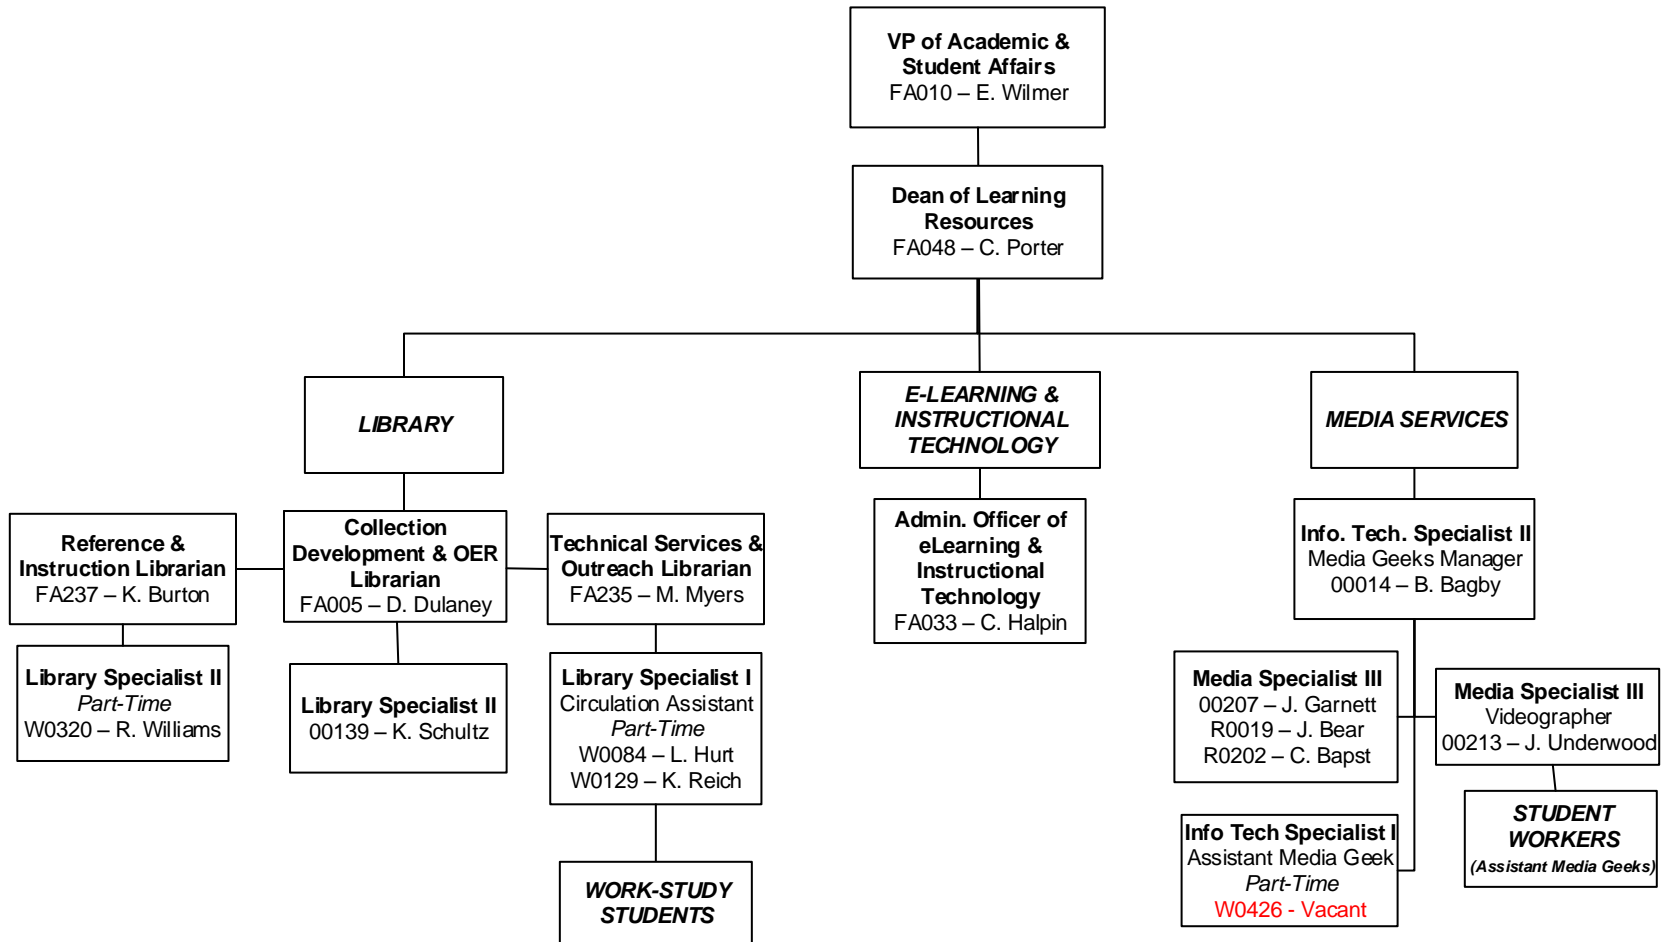 VP of Academic &
Student Affairs
FA010 – E. Wilmer
Dean of Learning
Resources
FA048 – C. Porter
LIBRARY
E-LEARNING &
INSTRUCTIONAL
TECHNOLOGY
MEDIA SERVICES
Reference &
Instruction Librarian
FA237 – K. Burton
Collection
Development & OER
Librarian
FA005 – D. Dulaney
Technical Services &
Outreach Librarian
FA235 – M. Myers
Admin. Officer of
eLearning &
Instructional
Technology
FA033 – C. Halpin
Info. Tech. Specialist II
Media Geeks Manager
00014 – B. Bagby
Library Specialist II
Part-Time
W0320 – R. Williams
Library Specialist II
00139 – K. Schultz
Library Specialist I
Circulation Assistant
Part-Time
W0084 – L. Hurt
W0129 – K. Reich
Media Specialist III
00207 – J. Garnett
R0019 – J. Bear
R0202 – C. Bapst
Media Specialist III
Videographer
00213 – J. Underwood
WORK-STUDY
STUDENTS
Info Tech Specialist I
Assistant Media Geek
Part-Time
W0426 - Vacant
STUDENT
WORKERS
(Assistant Media Geeks)